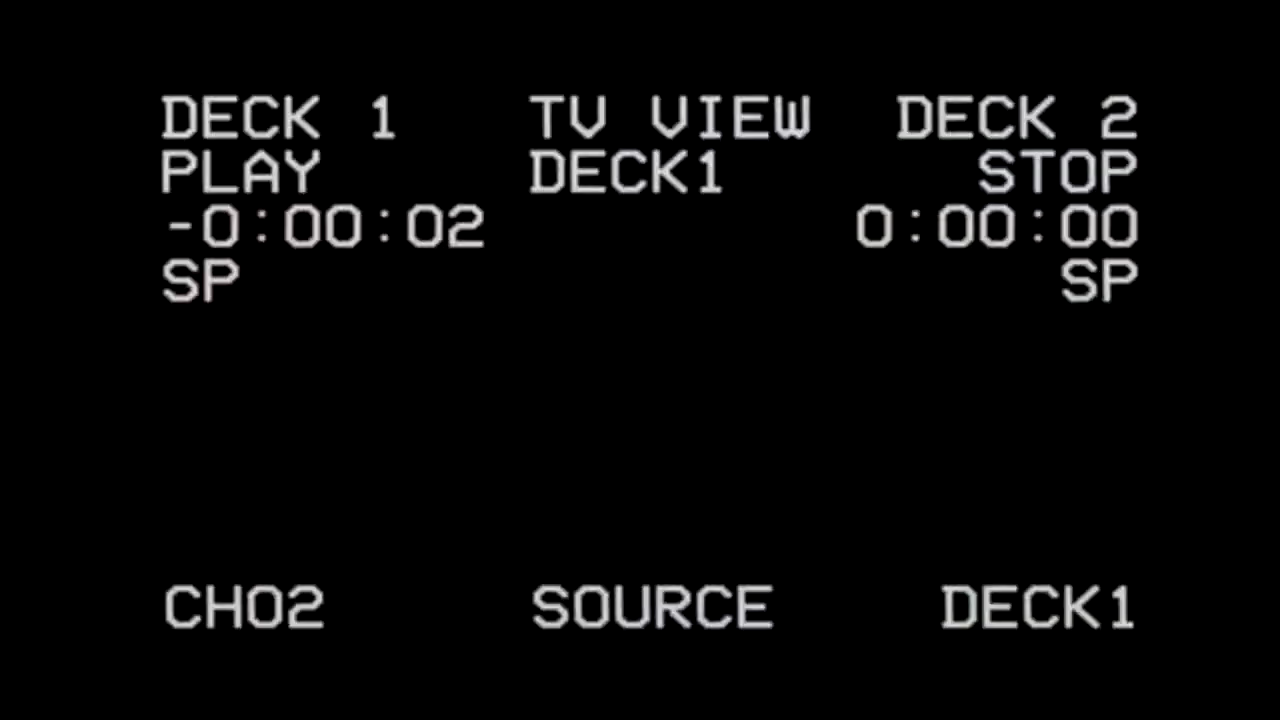 DECK 1 TV VIEW DECK 2
PLAY DECK1 STOP
-0:00:02 0:00:00
SP SP
CH02 SOURCE DECK1